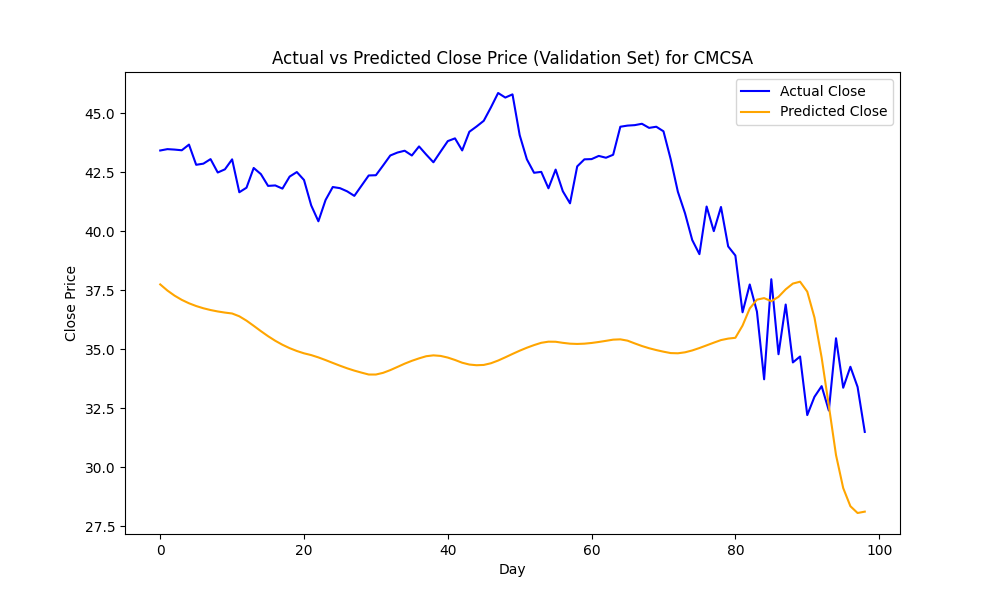 Actual vs Predicted Close Price (Validation Set) for CMCSA
Actual Close
Predicted Close
Close Price
45.0
42.5
40.0
37.5
35.0
32.5
30.0
27.5
0 20 40 60 80 100
Day